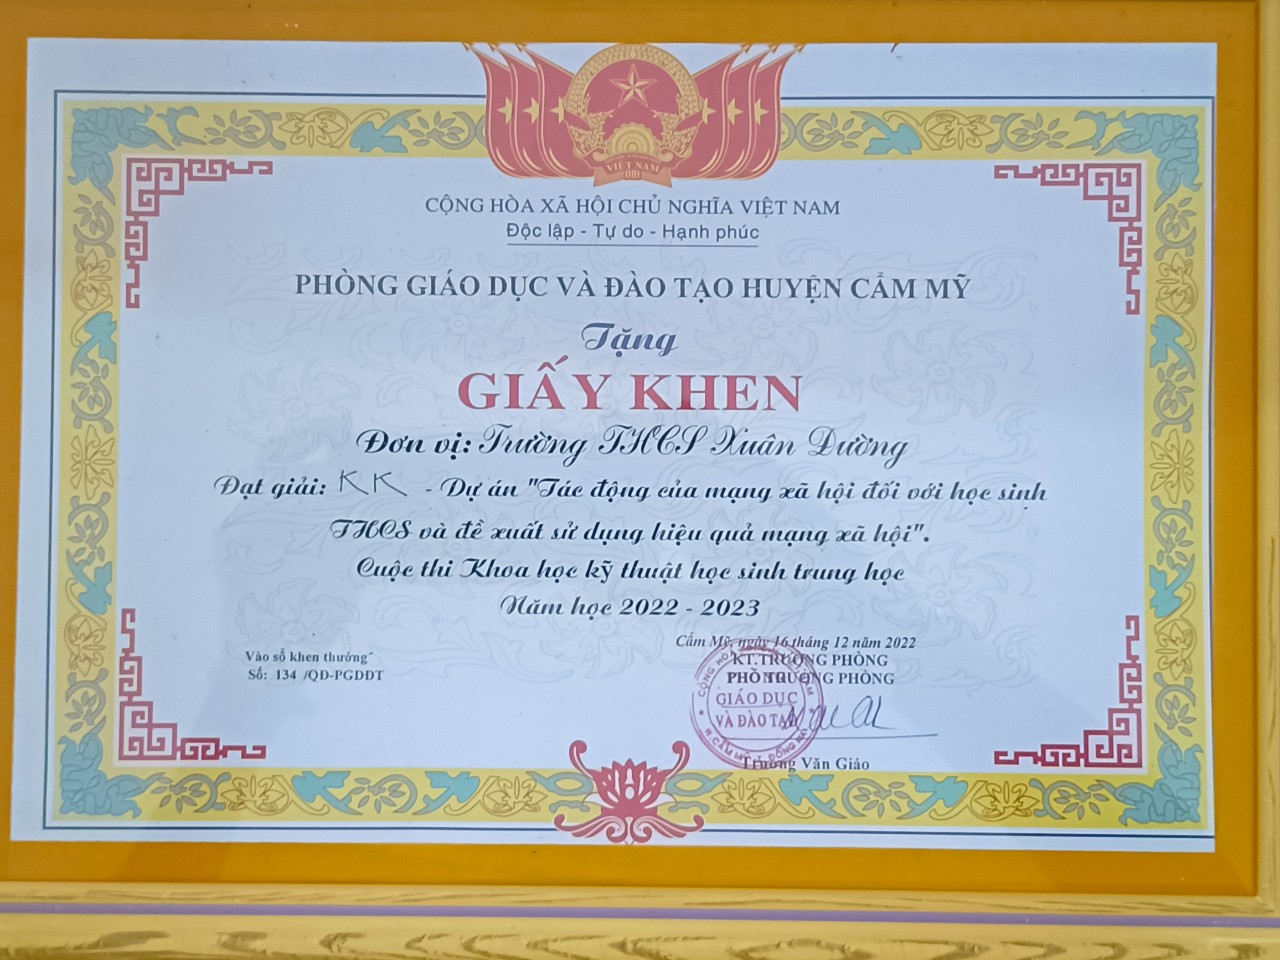 VIỆT NAM
CỘNG HÒA XÃ HỘI CHỦ NGHĨA VIỆT NAM
Độc lập - Tự do - Hạnh phúc
PHÒNG GIÁO DỤC VÀ ĐÀO TẠO HUYỆN CẨM MỸ
Tặng
GIẤY KHEN
Đơn vị: Trường THCS Xuân Đường
Đạt giải: KK - Dự án "Tác động của mạng xã hội đối với học sinh
THCS và đề xuất sử dụng hiệu quả mạng xã hội".
Cuộc thi Khoa học kỹ thuật học sinh trung học
Năm học 2022 - 2023
Cẩm Mỹ, ngày 16 tháng 12 năm 2022
Vào sổ khen thưởng
Số: 134 /QĐ-PGDĐT
KT.TRƯỞNG PHÒNG
PHÓ TRƯỞNG PHÒNG
PHÒNG
GIÁO DỤC
VÀ ĐÀO TẠO
H. CẨM MỸ T. ĐỒNG NAI
Trương Văn Giáo